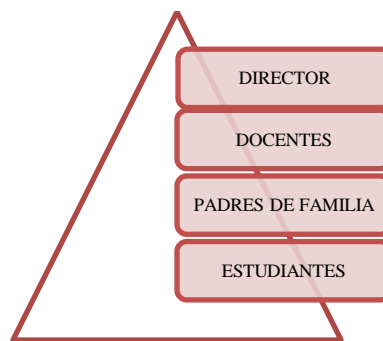 DIRECTOR
DOCENTES
PADRES DE FAMILIA
ESTUDIANTES